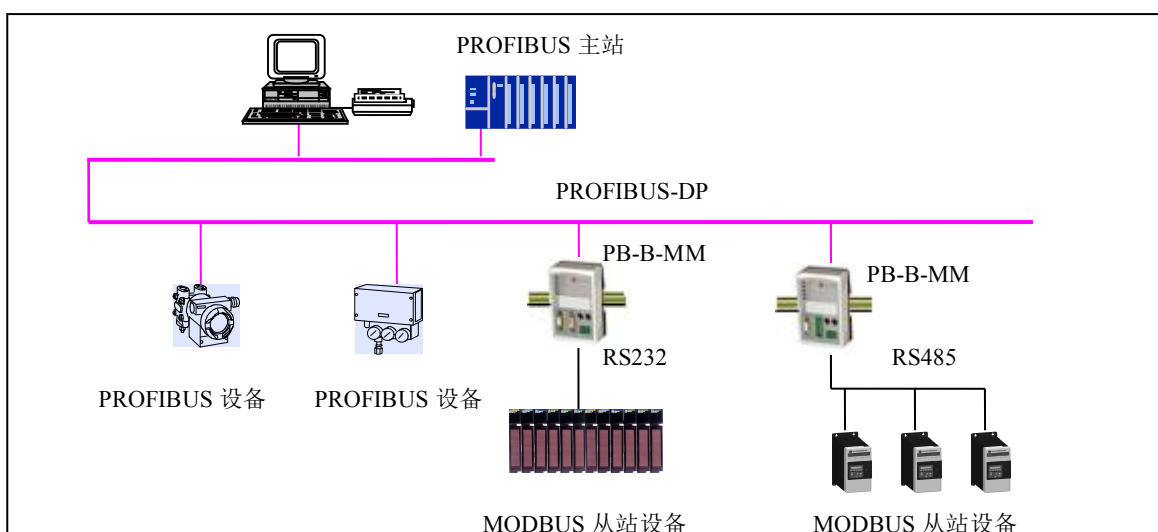 PROFIBUS 主站
PROFIBUS-DP
PB-B-MM
PB-B-MM
RS232
RS485
PROFIBUS 设备
PROFIBUS 设备
MODBUS 从站设备
MODBUS 从站设备